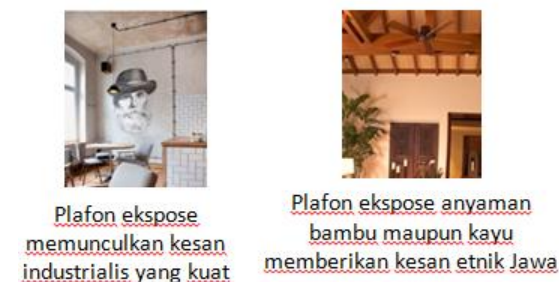 Plafon ekspose
memunculkan kesan
industrialis yang kuat
Plafon ekspose anyaman
bambu maupun kayu
memberikan kesan etnik Jawa